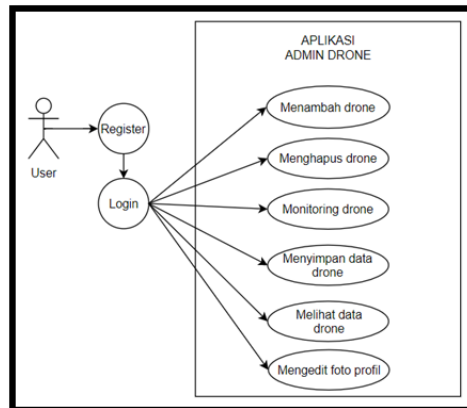 APLIKASI
ADMIN DRONE
Menambah drone
Register
Menghapus drone
User
Login
Monitoring drone
Menyimpan data
drone
Melihat data
drone
Mengedit foto profil